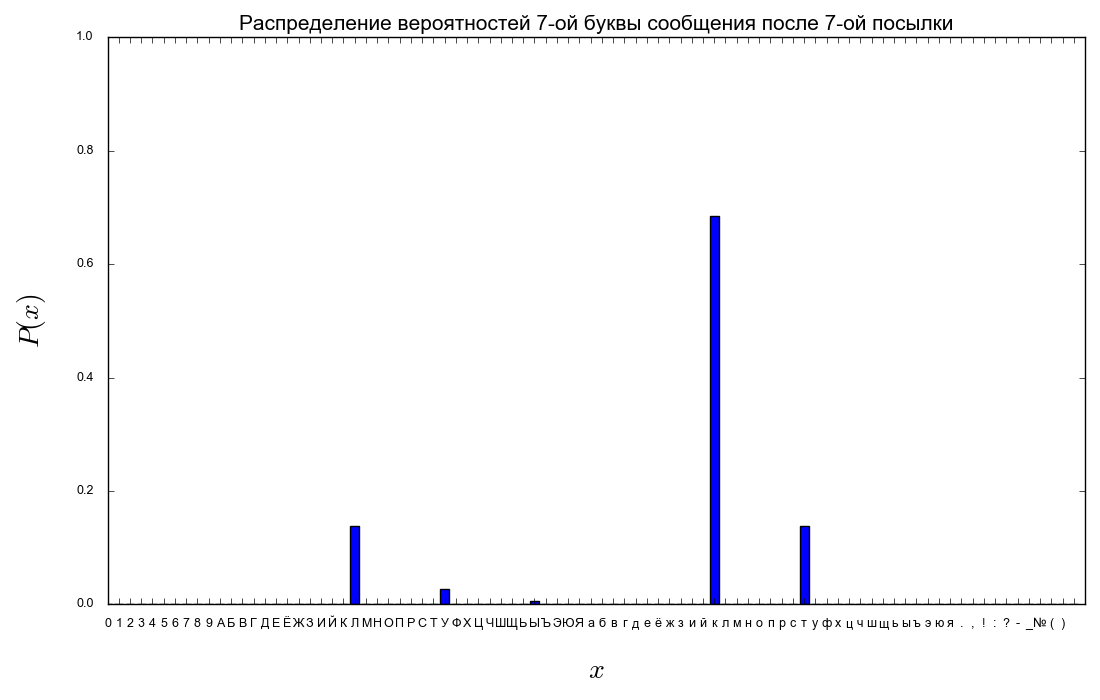 Распределение вероятностей 7-ой буквы сообщения после 7-ой посылки
1.0
0.8
0.6
0.4
0.2
0.0
P(x)
0 1 2 3 4 5 6 7 8 9 А Б В Г Д Е Ё Ж З И Й К Л М Н О П Р С Т У Ф Х Ц Ч Ш Щ Ь Ы Ъ Э Ю Я а б в г д е ё ж з и й к л м н о п р с т у ф х ц ч ш щ ь ы ъ э ю я . , ! : ? - _ № ( )
x